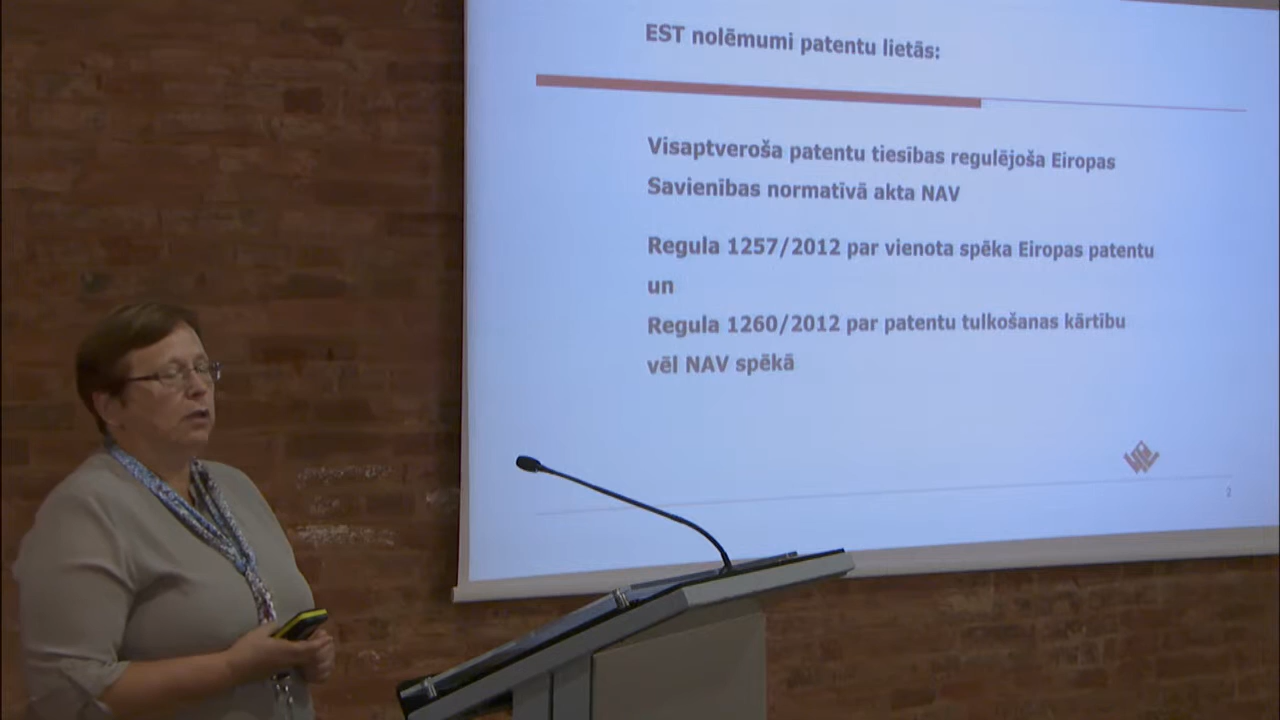 EST nolēmumi patentu lietās:
Visaptveroša patentu tiesības regulējoša Eiropas
Savienības normatīvā akta NAV
Regula 1257/2012 par vienota spēka Eiropas patentu
un
Regula 1260/2012 par patentu tulkošanas kārtību
vēl NAV spēkā
2